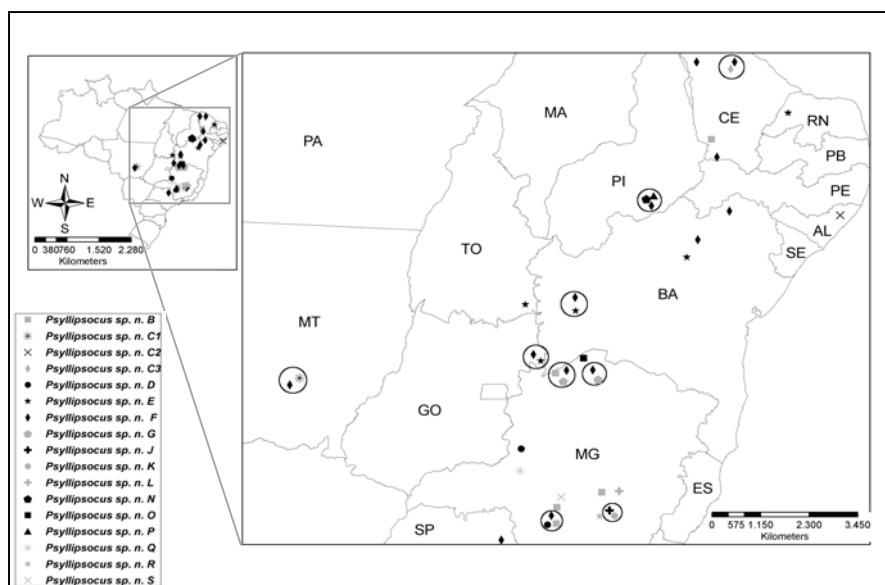 N
W E
S
0 380760 1.520 2.280
Kilometers
Psyllipsocus sp. n. B
Psyllipsocus sp. n. C1
Psyllipsocus sp. n. C2
Psyllipsocus sp. n. C3
Psyllipsocus sp. n. D
Psyllipsocus sp. n. E
Psyllipsocus sp. n. F
Psyllipsocus sp. n. G
Psyllipsocus sp. n. J
Psyllipsocus sp. n. K
Psyllipsocus sp. n. L
Psyllipsocus sp. n. N
Psyllipsocus sp. n. O
Psyllipsocus sp. n. P
Psyllipsocus sp. n. Q
Psyllipsocus sp. n. R
Psyllipsocus sp. n. S
MA
CE
RN
PA
PB
PI
PE
AL
TO
SE
BA
MT
GO
MG
ES
SP
0 575 1.150 2.300 3.450
Kilometers